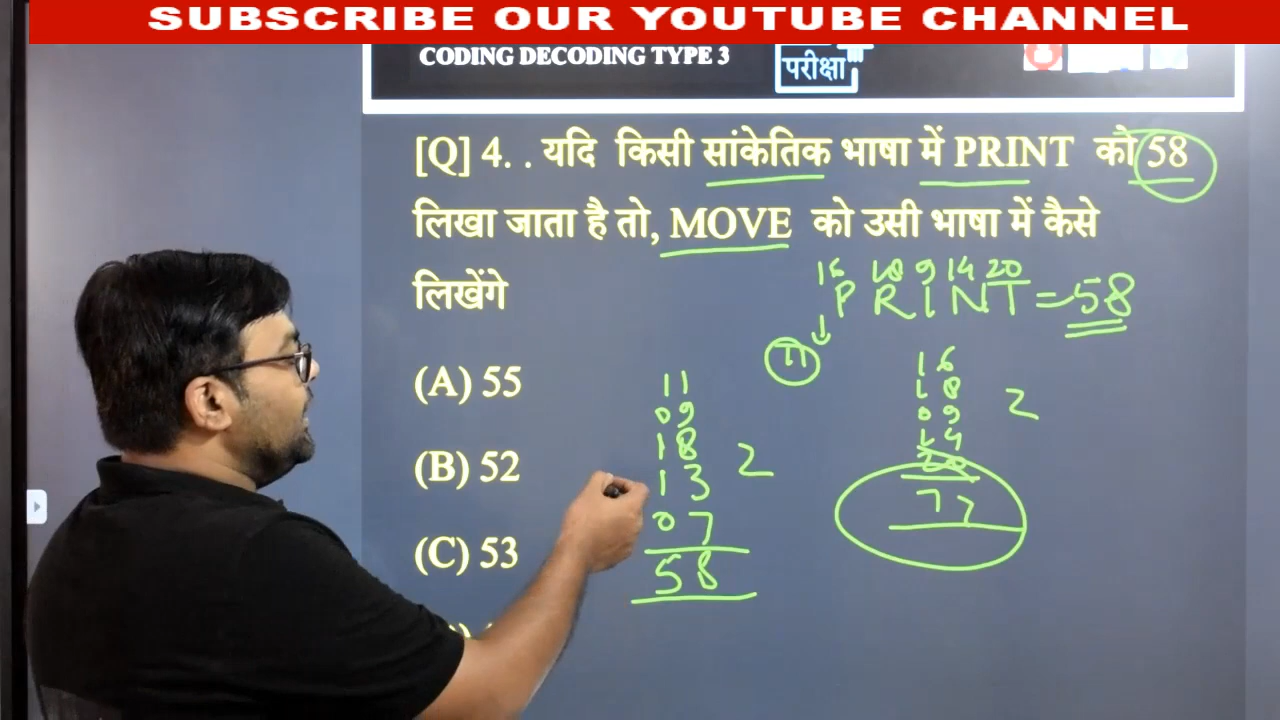 SUBSCRIBE OUR YOUTUBE CHANNEL
CODING DECODING TYPE 3
परीक्षा
[Q] 4. . यदि किसी सांकेतिक भाषा में PRINT को 58
लिखा जाता है तो, MOVE को उसी भाषा में कैसे
लिखेंगे
16 18 9 14 20
P R I N T = 58
11
(A) 55
(B) 52
(C) 53
11
09
18
13 2
07
58
16
18
09 2
14
20
77